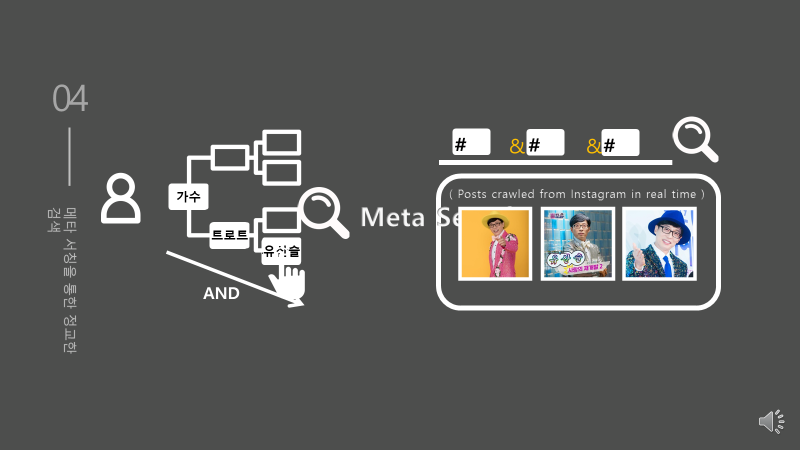 04
메타 서칭을 통한 정교한
검색
가수
트로트
유산슬
AND
Meta Se
# & # & #
( Posts crawled from Instagram in real time )